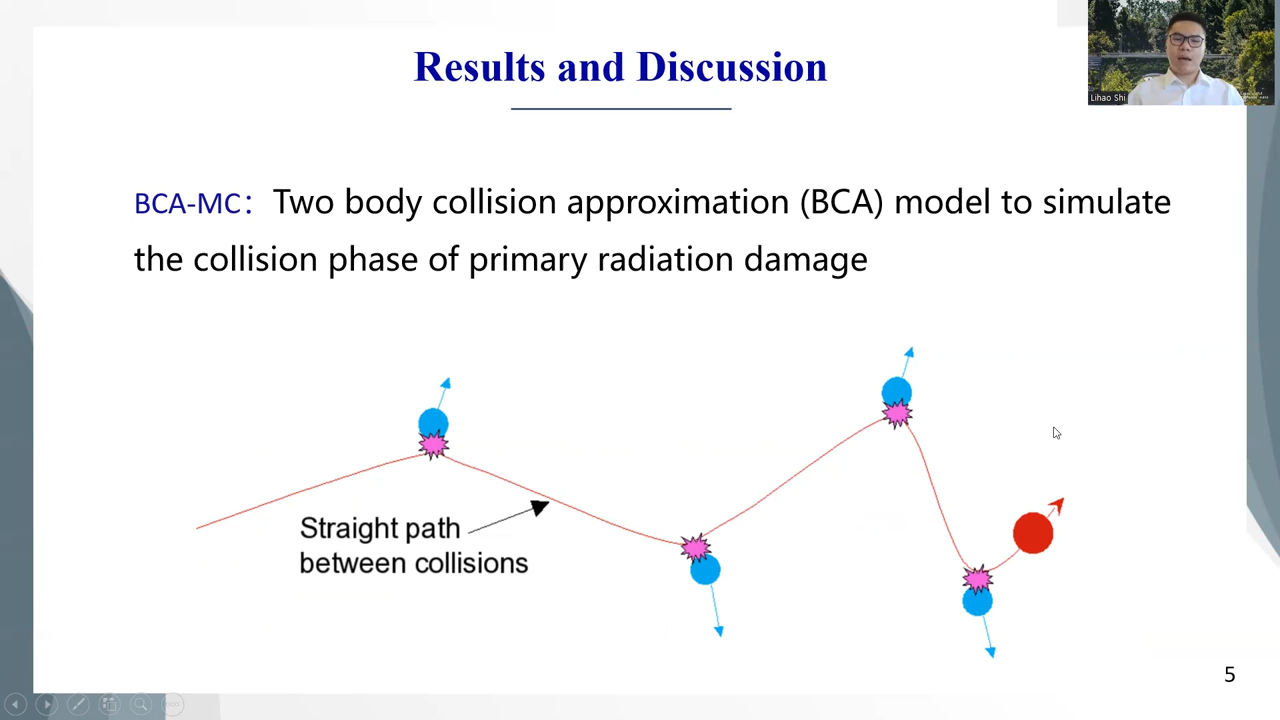 Results and Discussion
Lihao Shi
BCA-MC： Two body collision approximation (BCA) model to simulate
the collision phase of primary radiation damage
Straight path
between collisions
5